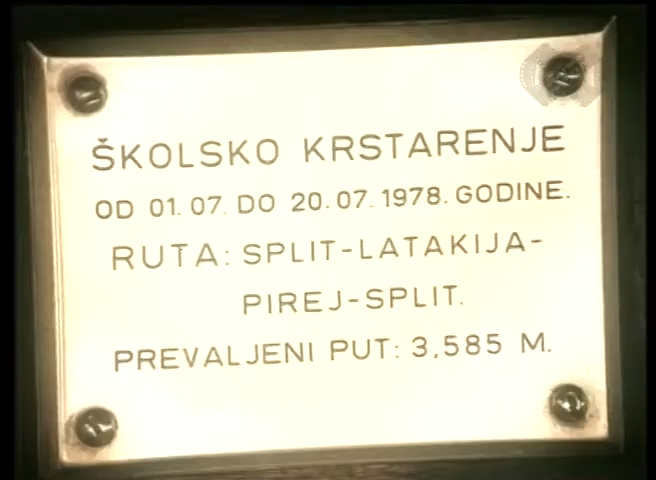 ŠKOLSKO KRSTARENJE
OD 01.07. DO 20.07.1978. GODINE.
RUTA: SPLIT-LATAKIJA-
PIREJ-SPLIT.
PREVALJENI PUT: 3,585 M.